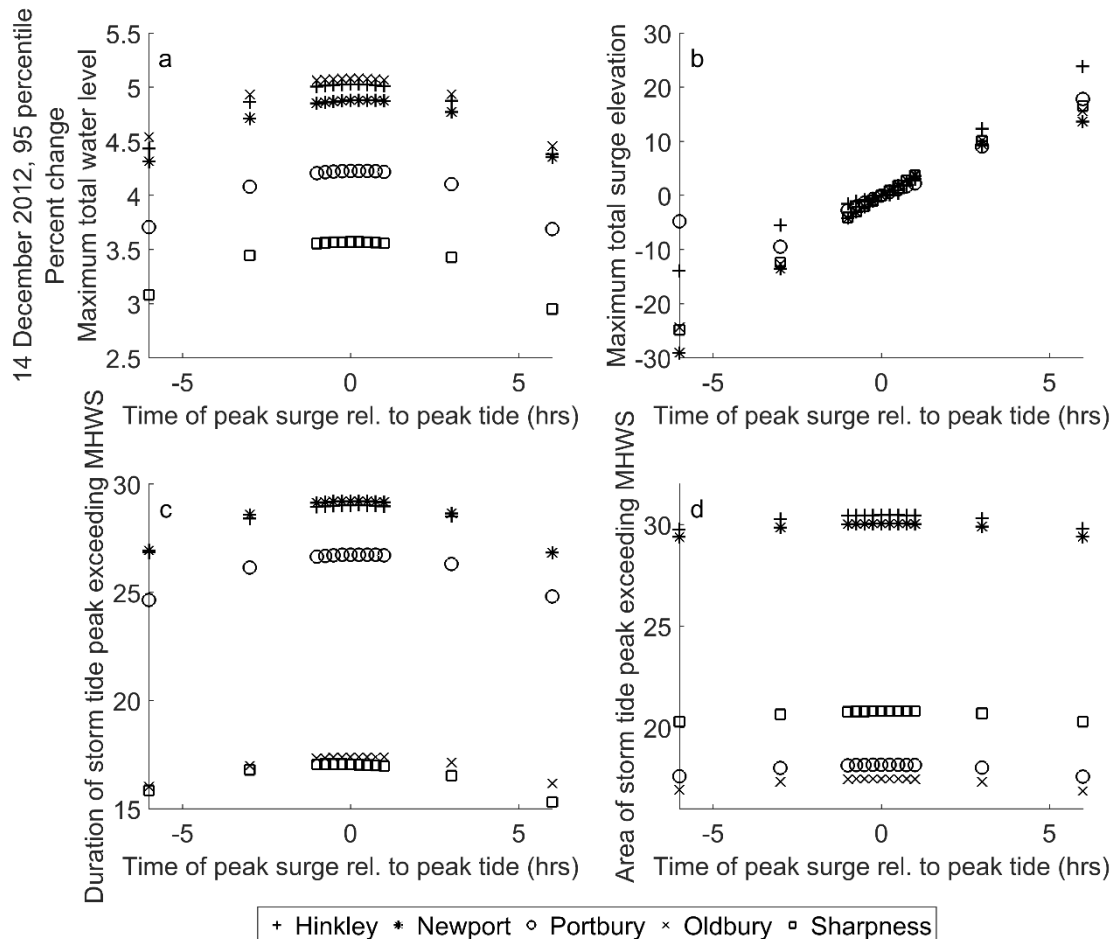 14 December 2012, 95 percentile
Percent change
Maximum total water level
a
5.5
5
4.5
4
3.5
3
2.5
-5
0
5
Time of peak surge rel. to peak tide (hrs)
Maximum total surge elevation
b
30
20
10
0
-10
-20
-30
-5
0
5
Time of peak surge rel. to peak tide (hrs)
Duration of storm tide peak exceeding MHWS
c
30
25
20
15
-5
0
5
Time of peak surge rel. to peak tide (hrs)
Area of storm tide peak exceeding MHWS
d
30
25
20
-5
0
5
Time of peak surge rel. to peak tide (hrs)
Hinkley Newport Portbury Oldbury Sharpness